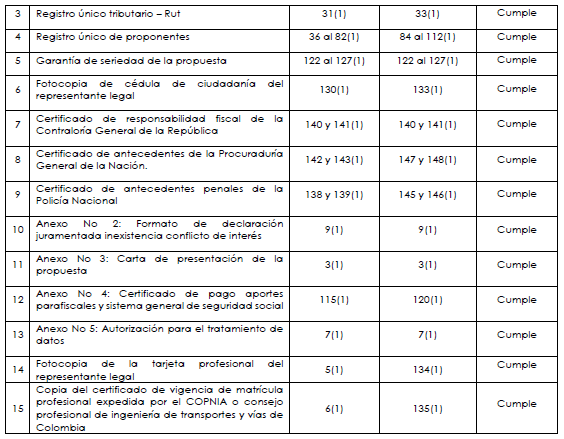 3 Registro único tributario – Rut 31(1) 33(1) Cumple
4 Registro único de proponentes 36 al 82(1) 84 al 112(1) Cumple
5 Garantía de seriedad de la propuesta 122 al 127(1) 122 al 127(1) Cumple
6 Fotocopia de cédula de ciudadanía del
representante legal 130(1) 133(1) Cumple
7 Certificado de responsabilidad fiscal de la
Contraloría General de la República 140 y 141(1) 140 y 141(1) Cumple
8 Certificado de antecedentes de la Procuraduría
General de la Nación. 142 y 143(1) 147 y 148(1) Cumple
9 Certificado de antecedentes penales de la
Policía Nacional 138 y 139(1) 145 y 146(1) Cumple
10 Anexo No 2: Formato de declaración
juramentada inexistencia conflicto de interés 9(1) 9(1) Cumple
11 Anexo No 3: Carta de presentación de la
propuesta 3(1) 3(1) Cumple
12 Anexo No 4: Certificado de pago aportes
parafiscales y sistema general de seguridad social 115(1) 120(1) Cumple
13 Anexo No 5: Autorización para el tratamiento de
datos 7(1) 7(1) Cumple
14 Fotocopia de la tarjeta profesional del
representante legal 5(1) 134(1) Cumple
15 Copia del certificado de vigencia de matrícula
profesional expedida por el COPNIA o consejo
profesional de ingeniería de transportes y vías de
Colombia 6(1) 135(1) Cumple